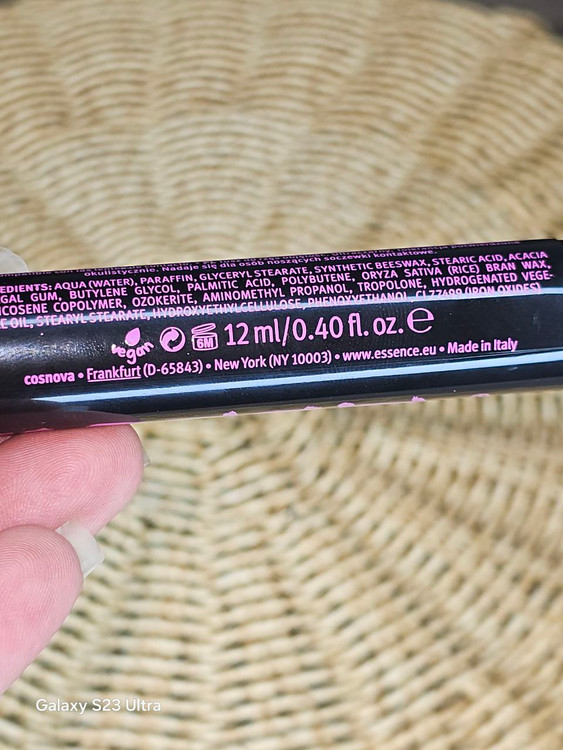 okulistycznie. Nadaje się dla osób noszących soczewki kontaktowe.
EDIENTS: AQUA (WATER), PARAFFIN, GLYCERYL STEARATE, SYNTHETIC BEESWAX, STEARIC ACID, ACACIA
GAL GUM, BUTYLENE GLYCOL, PALMITIC ACID, POLYBUTENE, ORYZA SATIVA (RICE) BRAN WAX,
ICOSENE COPOLYMER, OZOKERITE, AMINOMETHYL PROPANOL, TROPOLONE, HYDROGENATED VEGE-
E OIL, STEARYL STEARATE, HYDROXYETHYLCELLULOSE, PHENOXYETHANOL, CI 77499 (IRON OXIDES).
vegan 6M 12 ml/0.40 fl. oz. ℮
cosnova • Frankfurt (D-65843) • New York (NY 10003) • www.essence.eu • Made in Italy
Galaxy S23 Ultra